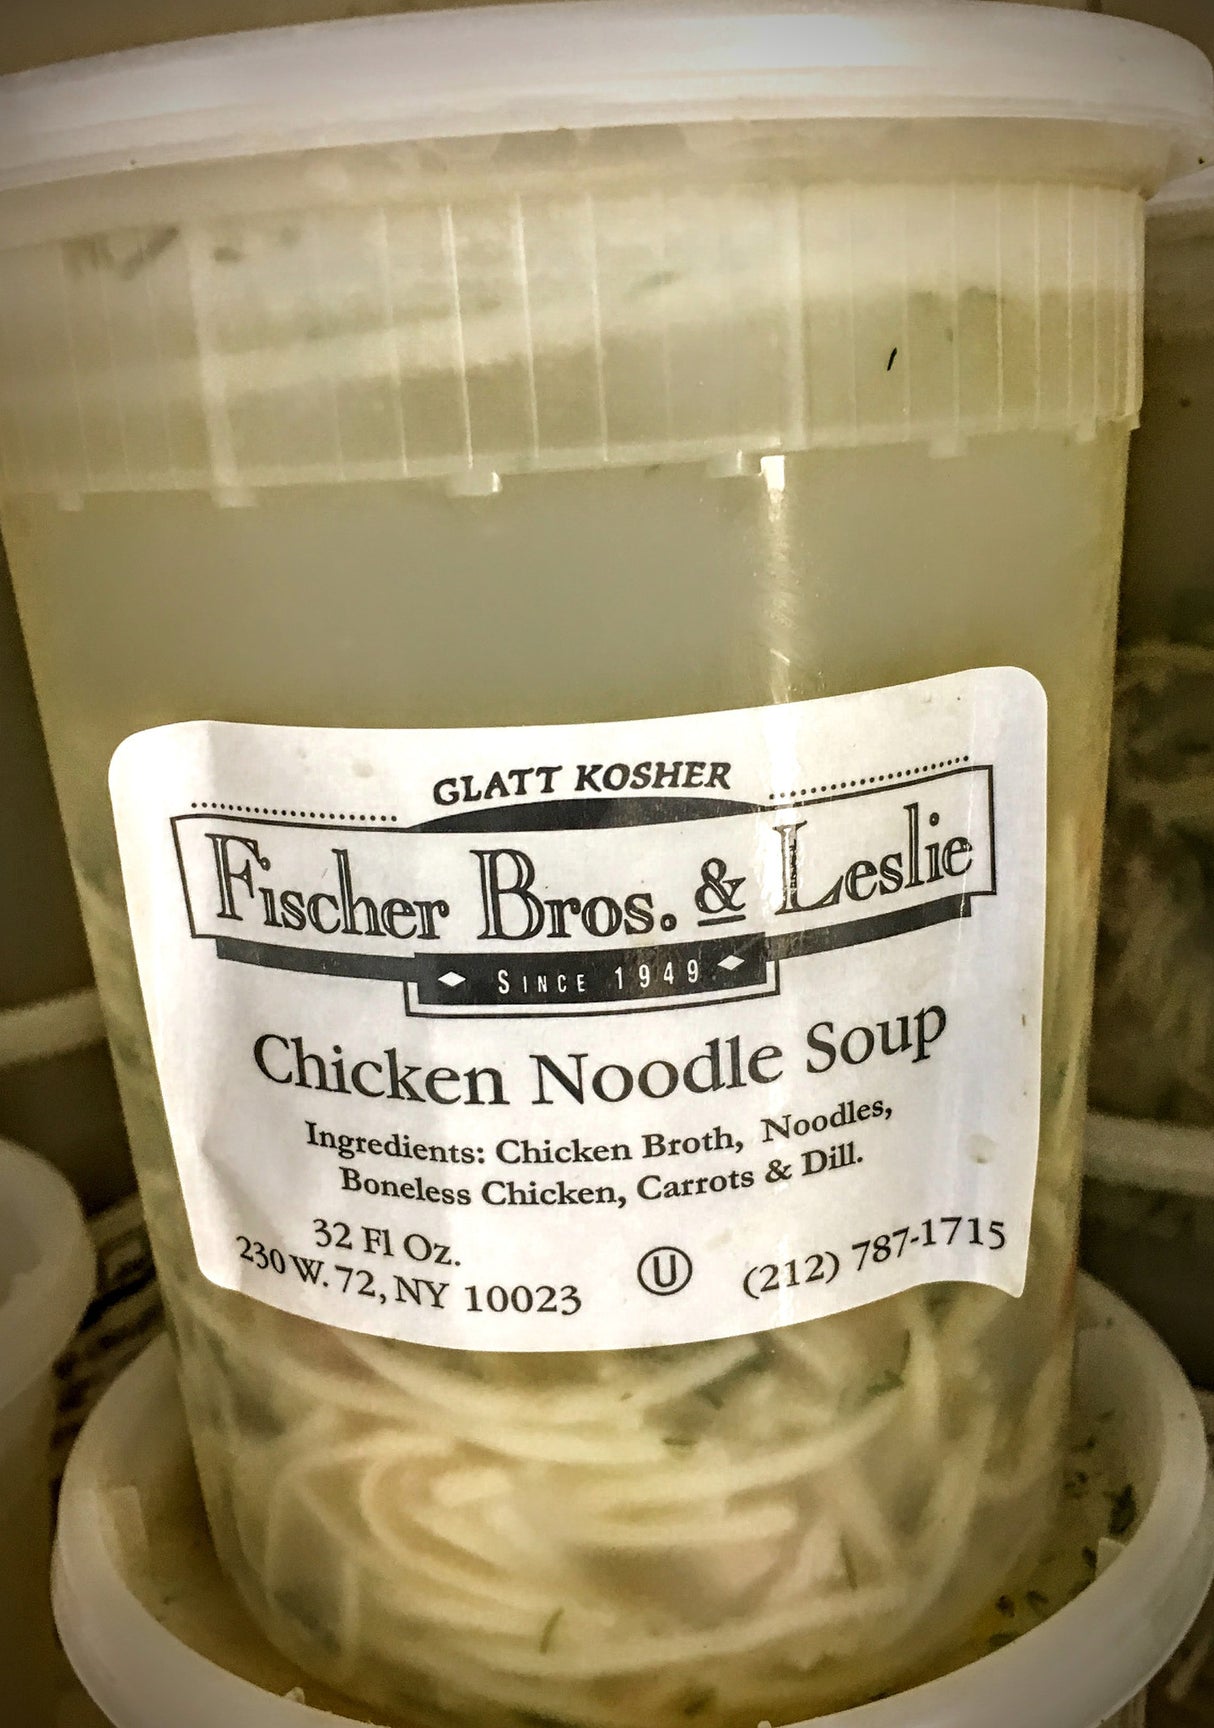 GLATT KOSHER
Fischer Bros. & Leslie
SINCE 1949
Chicken Noodle Soup
Ingredients: Chicken Broth, Noodles,
Boneless Chicken, Carrots & Dill.
32 Fl Oz.
230 W. 72, NY 10023
U
(212) 787-1715